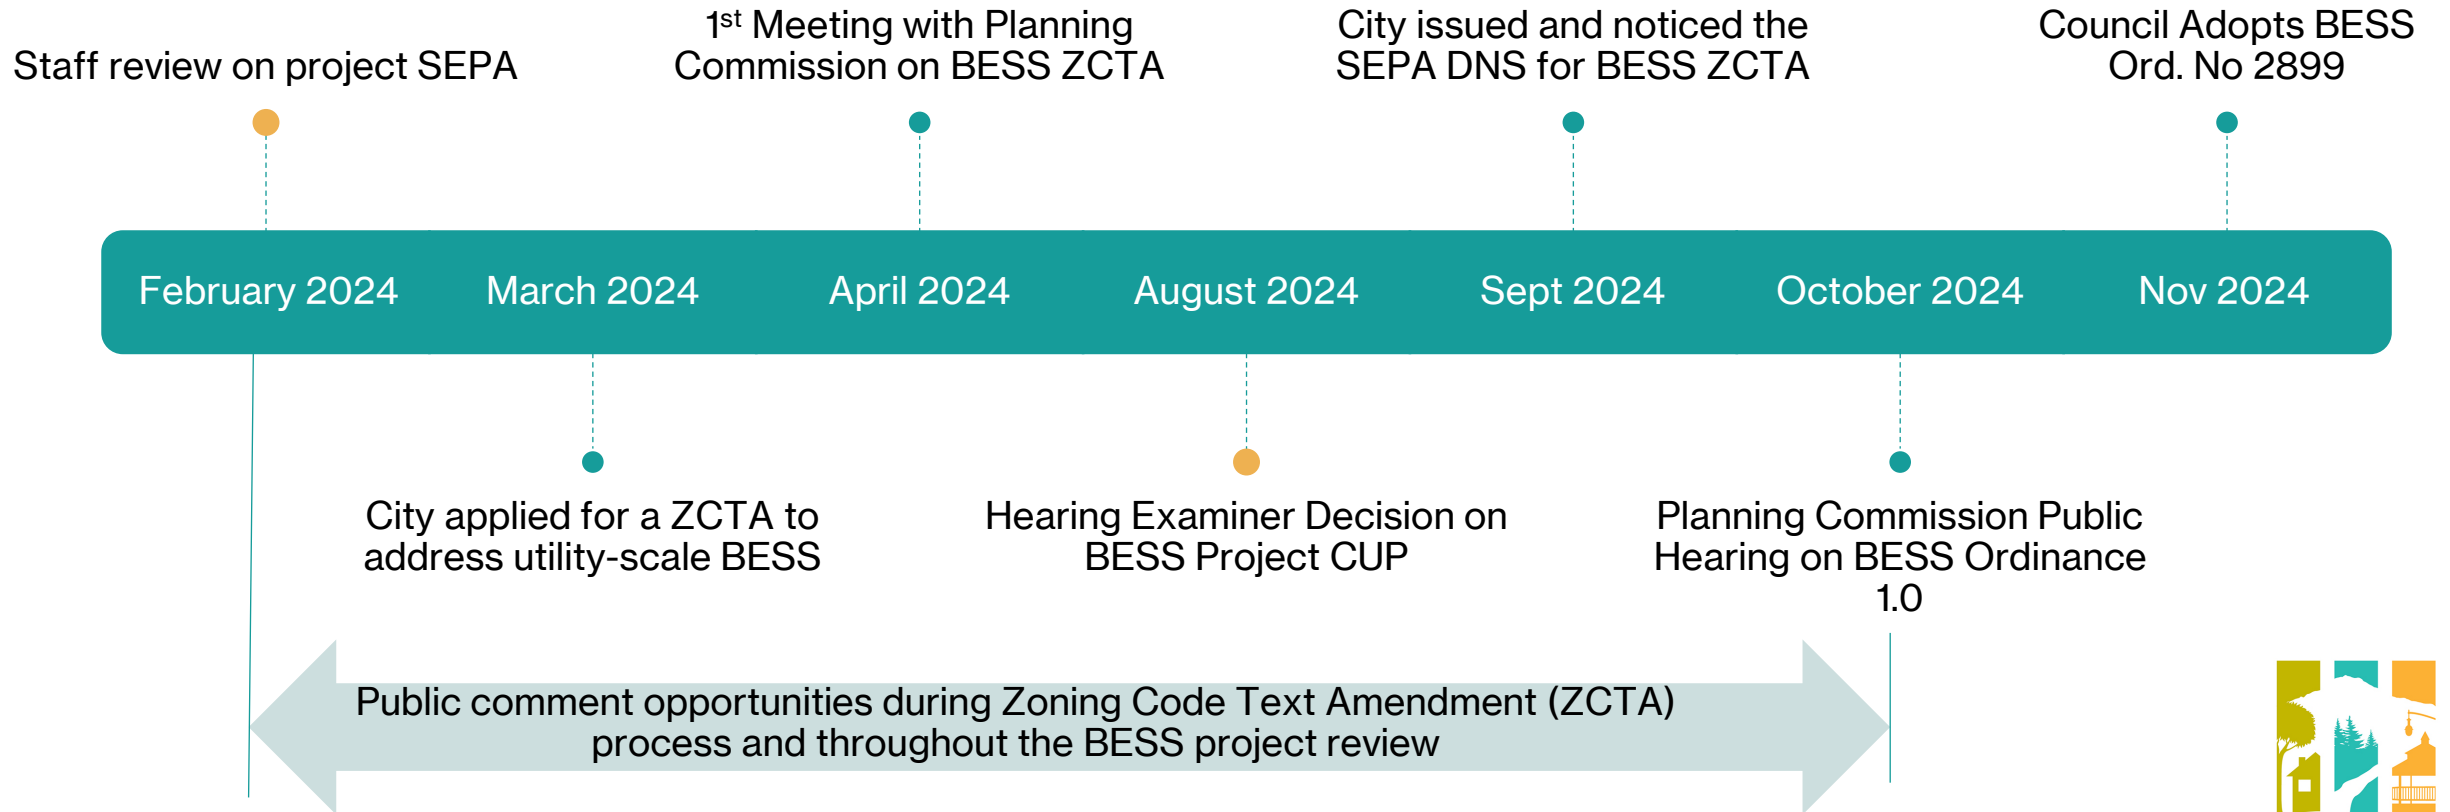 Staff review on project SEPA
1st Meeting with Planning
Commission on BESS ZCTA
City issued and noticed the
SEPA DNS for BESS ZCTA
Council Adopts BESS
Ord. No 2899
February 2024
March 2024
April 2024
August 2024
Sept 2024
October 2024
Nov 2024
City applied for a ZCTA to
address utility-scale BESS
Hearing Examiner Decision on
BESS Project CUP
Planning Commission Public
Hearing on BESS Ordinance
1.0
Public comment opportunities during Zoning Code Text Amendment (ZCTA)
process and throughout the BESS project review